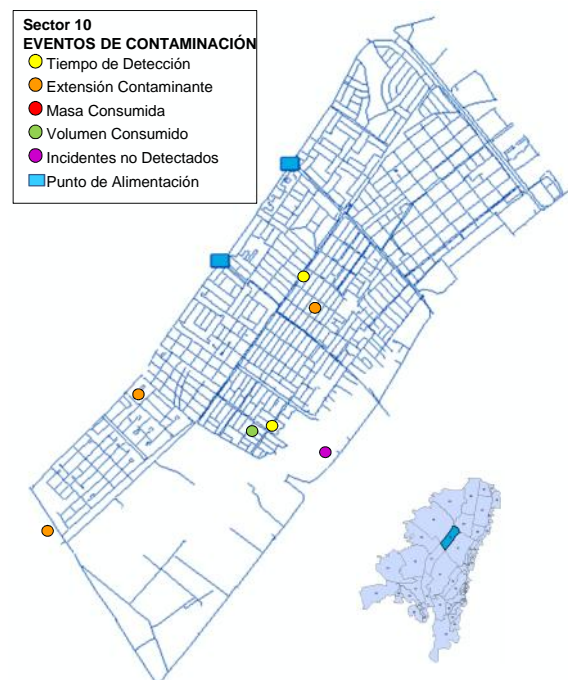 Sector 10
EVENTOS DE CONTAMINACIÓN
Tiempo de Detección
Extensión Contaminante
Masa Consumida
Volumen Consumido
Incidentes no Detectados
Punto de Alimentación